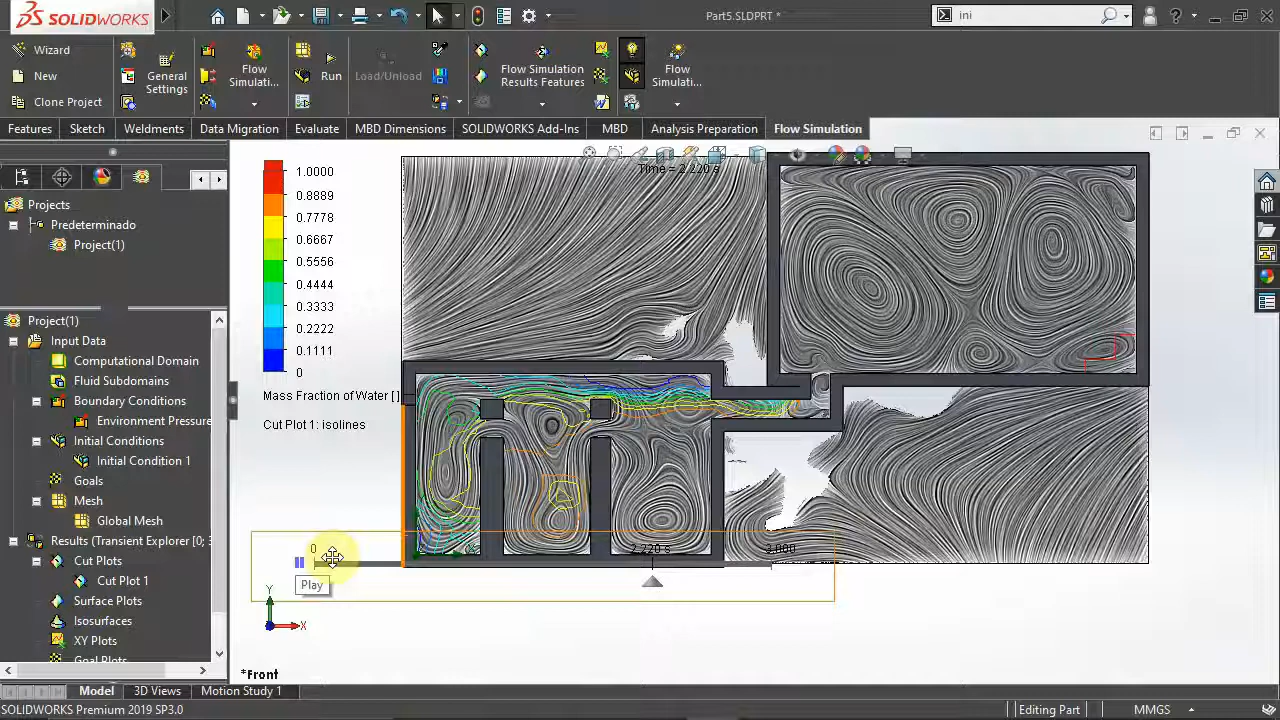 SOLIDWORKS
Part5.SLDPRT *
ini
Wizard
New
Clone Project
General Settings
Flow Simulati...
Run
Load/Unload
Flow Simulation Results Features
Flow Simulati...
Features
Sketch
Weldments
Data Migration
Evaluate
MBD Dimensions
SOLIDWORKS Add-Ins
MBD
Analysis Preparation
Flow Simulation
Projects
Predeterminado
Project(1)
Project(1)
Input Data
Computational Domain
Fluid Subdomains
Boundary Conditions
Environment Pressure
Initial Conditions
Initial Condition 1
Goals
Mesh
Global Mesh
Results (Transient Explorer [0; 3
Cut Plots
Cut Plot 1
Surface Plots
Isosurfaces
XY Plots
Goal Plots
Time = 2.220 s
1.0000
0.8889
0.7778
0.6667
0.5556
0.4444
0.3333
0.2222
0.1111
0
Mass Fraction of Water [ ]
Cut Plot 1: isolines
0
2.220 s
3.000
Play
Y
X
*Front
Model
3D Views
Motion Study 1
SOLIDWORKS Premium 2019 SP3.0
Editing Part
MMGS